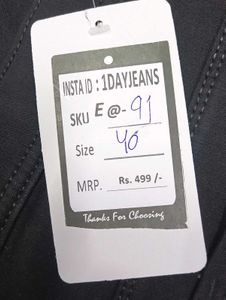 INSTA ID : 1DAYJEANS
SKU E @- 91
Size 40
MRP. Rs. 499 /-
Thanks For Choosing